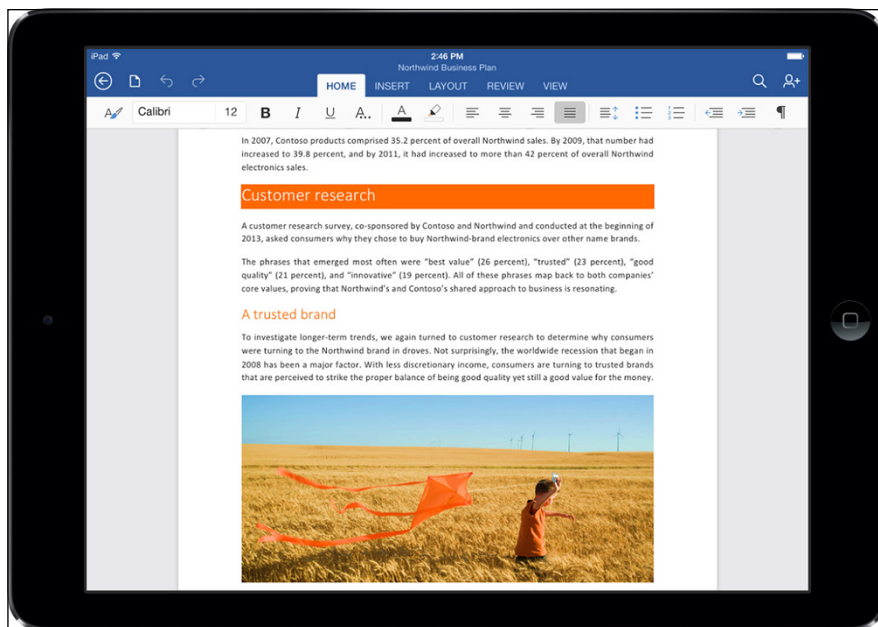 iPad
2:46 PM
Northwind Business Plan
HOME INSERT LAYOUT REVIEW VIEW
Calibri 12 B I U A.. A
In 2007, Contoso products comprised 35.2 percent of overall Northwind sales. By 2009, that number had
increased to 39.8 percent, and by 2011, it had increased to more than 42 percent of overall Northwind
electronics sales.
Customer research
A customer research survey, co-sponsored by Contoso and Northwind and conducted at the beginning of
2013, asked consumers why they chose to buy Northwind-brand electronics over other name brands.
The phrases that emerged most often were “best value” (26 percent), “trusted” (23 percent), “good
quality” (21 percent), and “innovative” (19 percent). All of these phrases map back to both companies’
core values, proving that Northwind’s and Contoso’s shared approach to business is resonating.
A trusted brand
To investigate longer-term trends, we again turned to customer research to determine why consumers
were turning to the Northwind brand in droves. Not surprisingly, the worldwide recession that began in
2008 has been a major factor. With less discretionary income, consumers are turning to trusted brands
that are perceived to strike the proper balance of being good quality yet still a good value for the money.